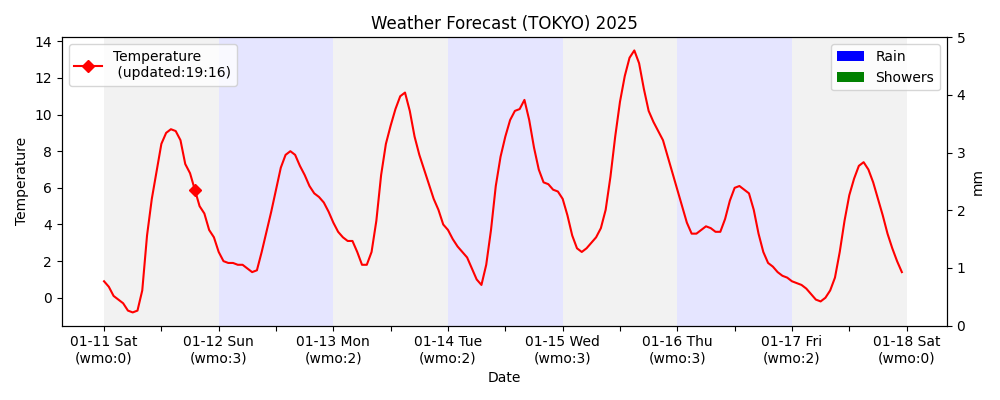 Weather Forecast (TOKYO) 2025
Temperature
(updated:19:16)
Rain
Showers
14
12
10
8
6
4
2
0
Temperature
5
4
3
2
1
0
mm
01-11 Sat 01-12 Sun 01-13 Mon 01-14 Tue 01-15 Wed 01-16 Thu 01-17 Fri 01-18 Sat
(wmo:0) (wmo:3) (wmo:2) (wmo:2) (wmo:3) (wmo:3) (wmo:2) (wmo:0)
Date